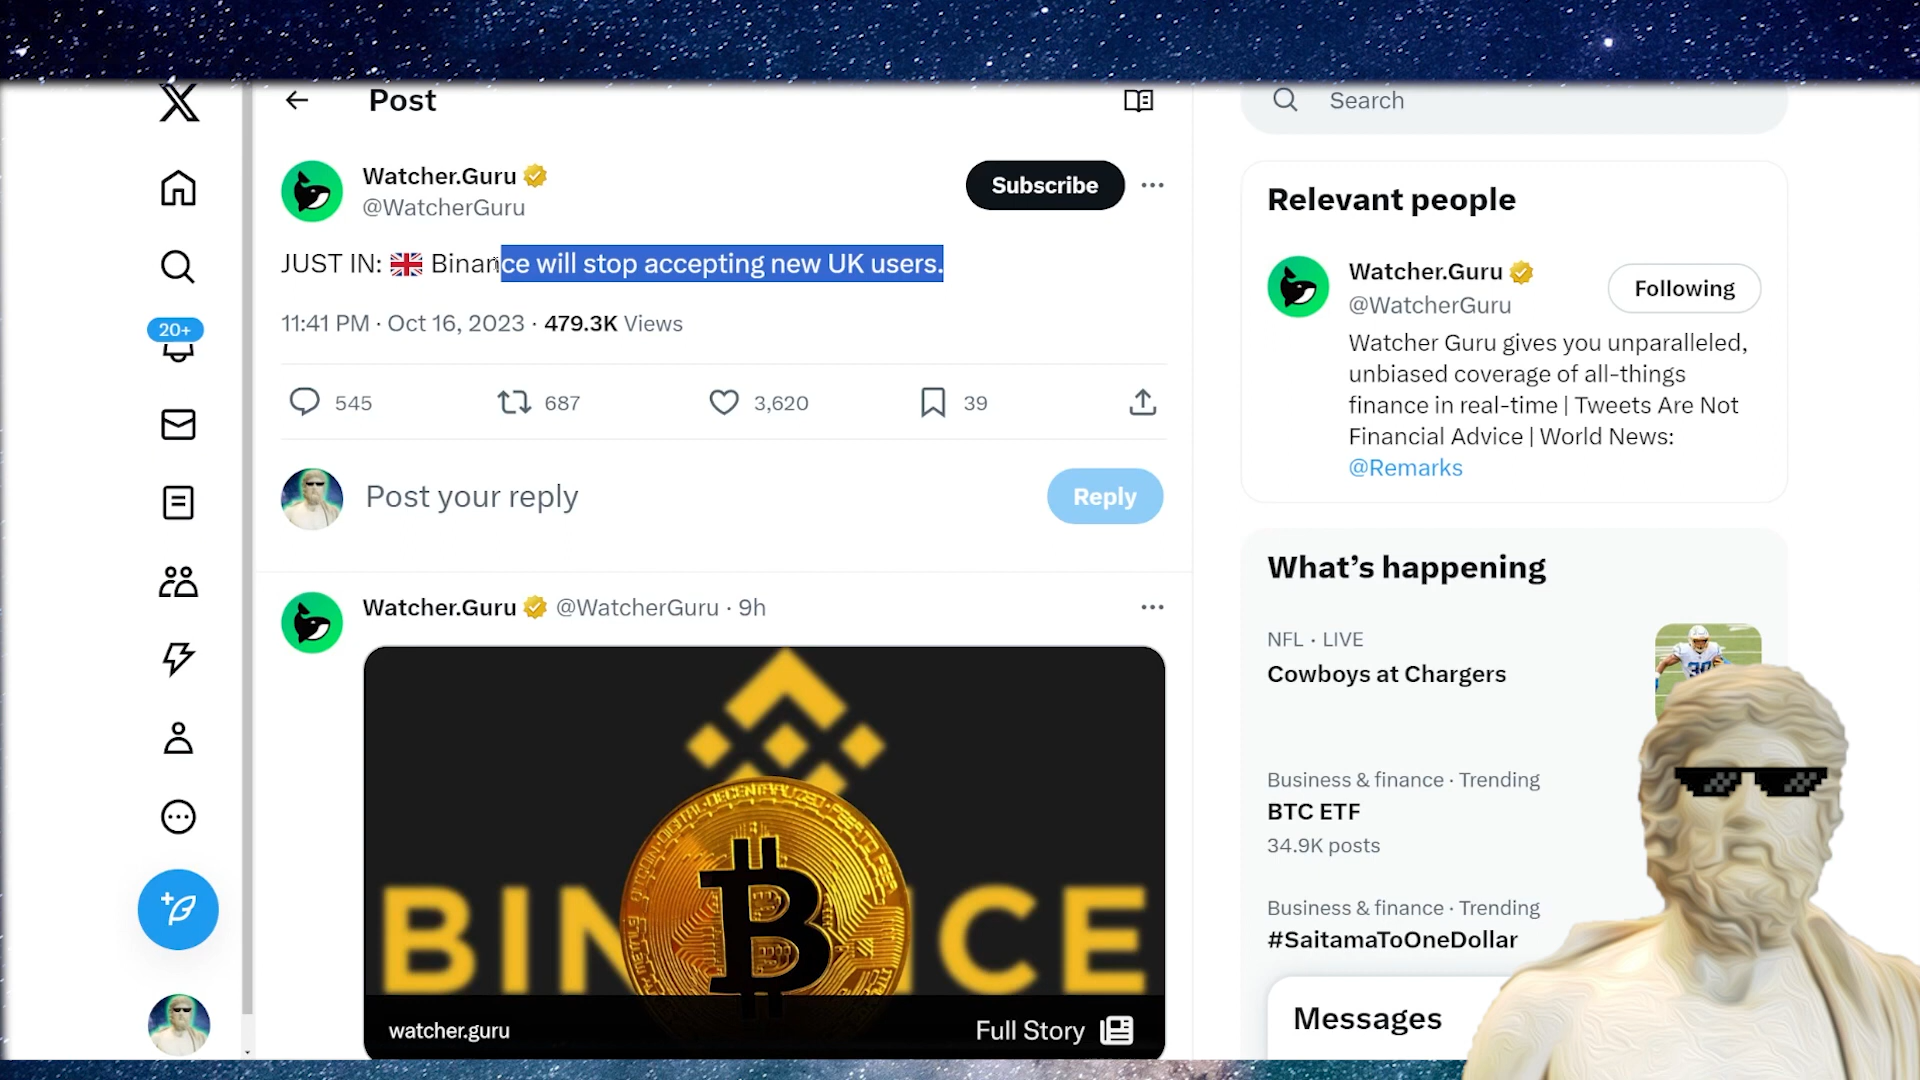 Post
Search
Watcher.Guru
@WatcherGuru
Subscribe
JUST IN: 🇬🇧 Binance will stop accepting new UK users.
11:41 PM · Oct 16, 2023 · 479.3K Views
545
687
3,620
39
Post your reply
Reply
Watcher.Guru @WatcherGuru · 9h
BIN CE
B
watcher.guru
Full Story
20+
Relevant people
Watcher.Guru
@WatcherGuru
Following
Watcher Guru gives you unparalleled,
unbiased coverage of all-things
finance in real-time | Tweets Are Not
Financial Advice | World News:
@Remarks
What's happening
NFL · LIVE
Cowboys at Chargers
Business & finance · Trending
BTC ETF
34.9K posts
Business & finance · Trending
#SaitamaToOneDollar
Messages